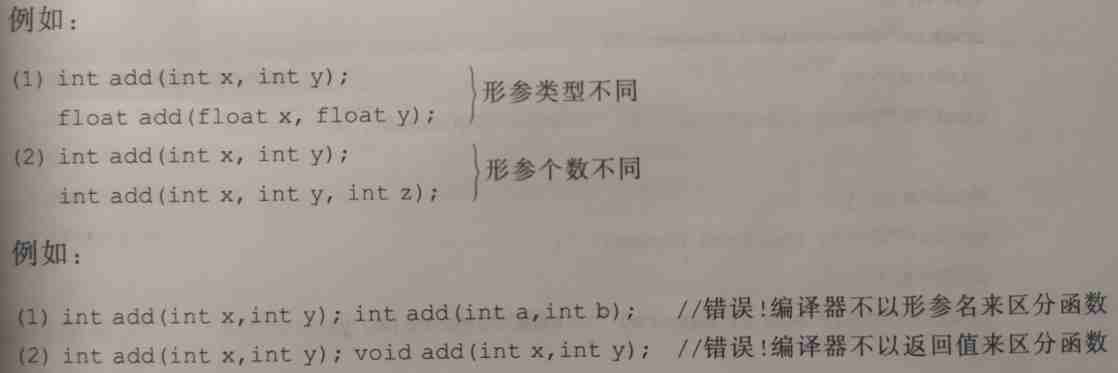 例如：
(1) int add(int x, int y);
float add(float x, float y);
形参类型不同
(2) int add(int x, int y);
int add(int x, int y, int z);
形参个数不同
例如：
(1) int add(int x,int y); int add(int a,int b); //错误!编译器不以形参名来区分函数
(2) int add(int x,int y); void add(int x,int y); //错误!编译器不以返回值来区分函数